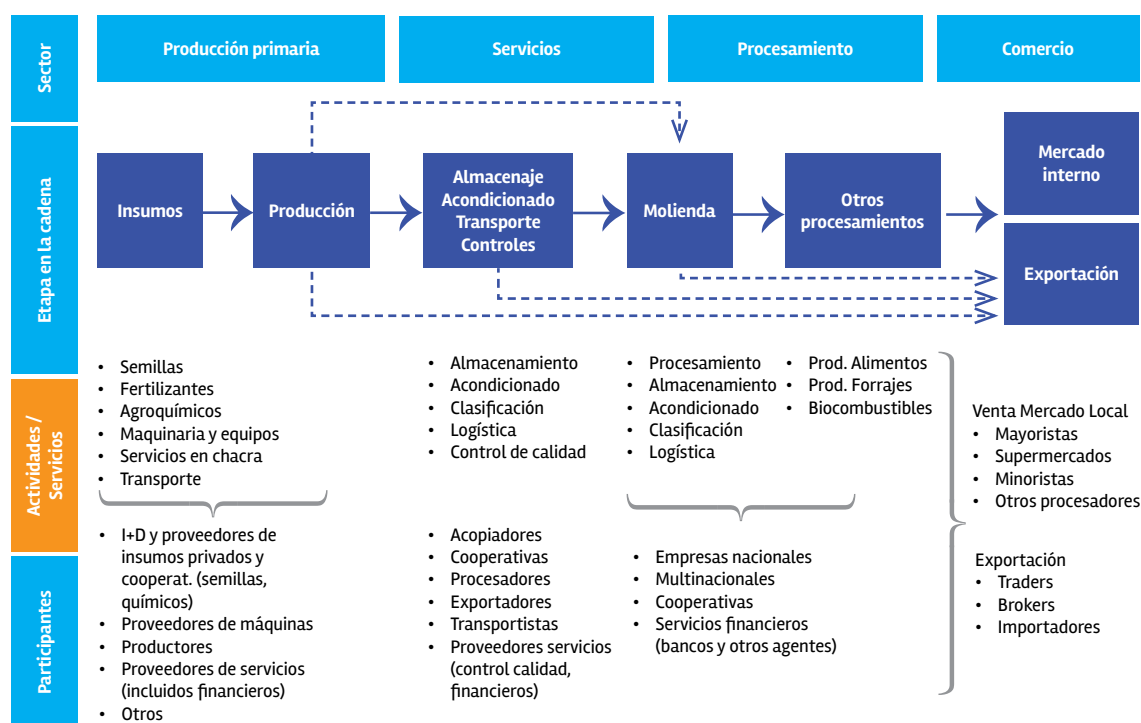 Sector
Producción primaria
Servicios
Procesamiento
Comercio
Etapa en la cadena
Insumos
Producción
Almacenaje
Acondicionado
Transporte
Controles
Molienda
Otros
procesamientos
Mercado
interno
Exportación
Actividades /
Servicios
• Semillas
• Fertilizantes
• Agroquímicos
• Maquinaria y equipos
• Servicios en chacra
• Transporte
• Almacenamiento
• Acondicionado
• Clasificación
• Logística
• Control de calidad
• Procesamiento
• Almacenamiento
• Acondicionado
• Clasificación
• Logística
• Prod. Alimentos
• Prod. Forrajes
• Biocombustibles
Participantes
• I+D y proveedores de
insumos privados y
cooperat. (semillas,
químicos)
• Proveedores de máquinas
• Productores
• Proveedores de servicios
(incluidos financieros)
• Otros
• Acopiadores
• Cooperativas
• Procesadores
• Exportadores
• Transportistas
• Proveedores servicios
(control calidad,
financieros)
• Empresas nacionales
• Multinacionales
• Cooperativas
• Servicios financieros
(bancos y otros agentes)
Venta Mercado Local
• Mayoristas
• Supermercados
• Minoristas
• Otros procesadores
Exportación
• Traders
• Brokers
• Importadores